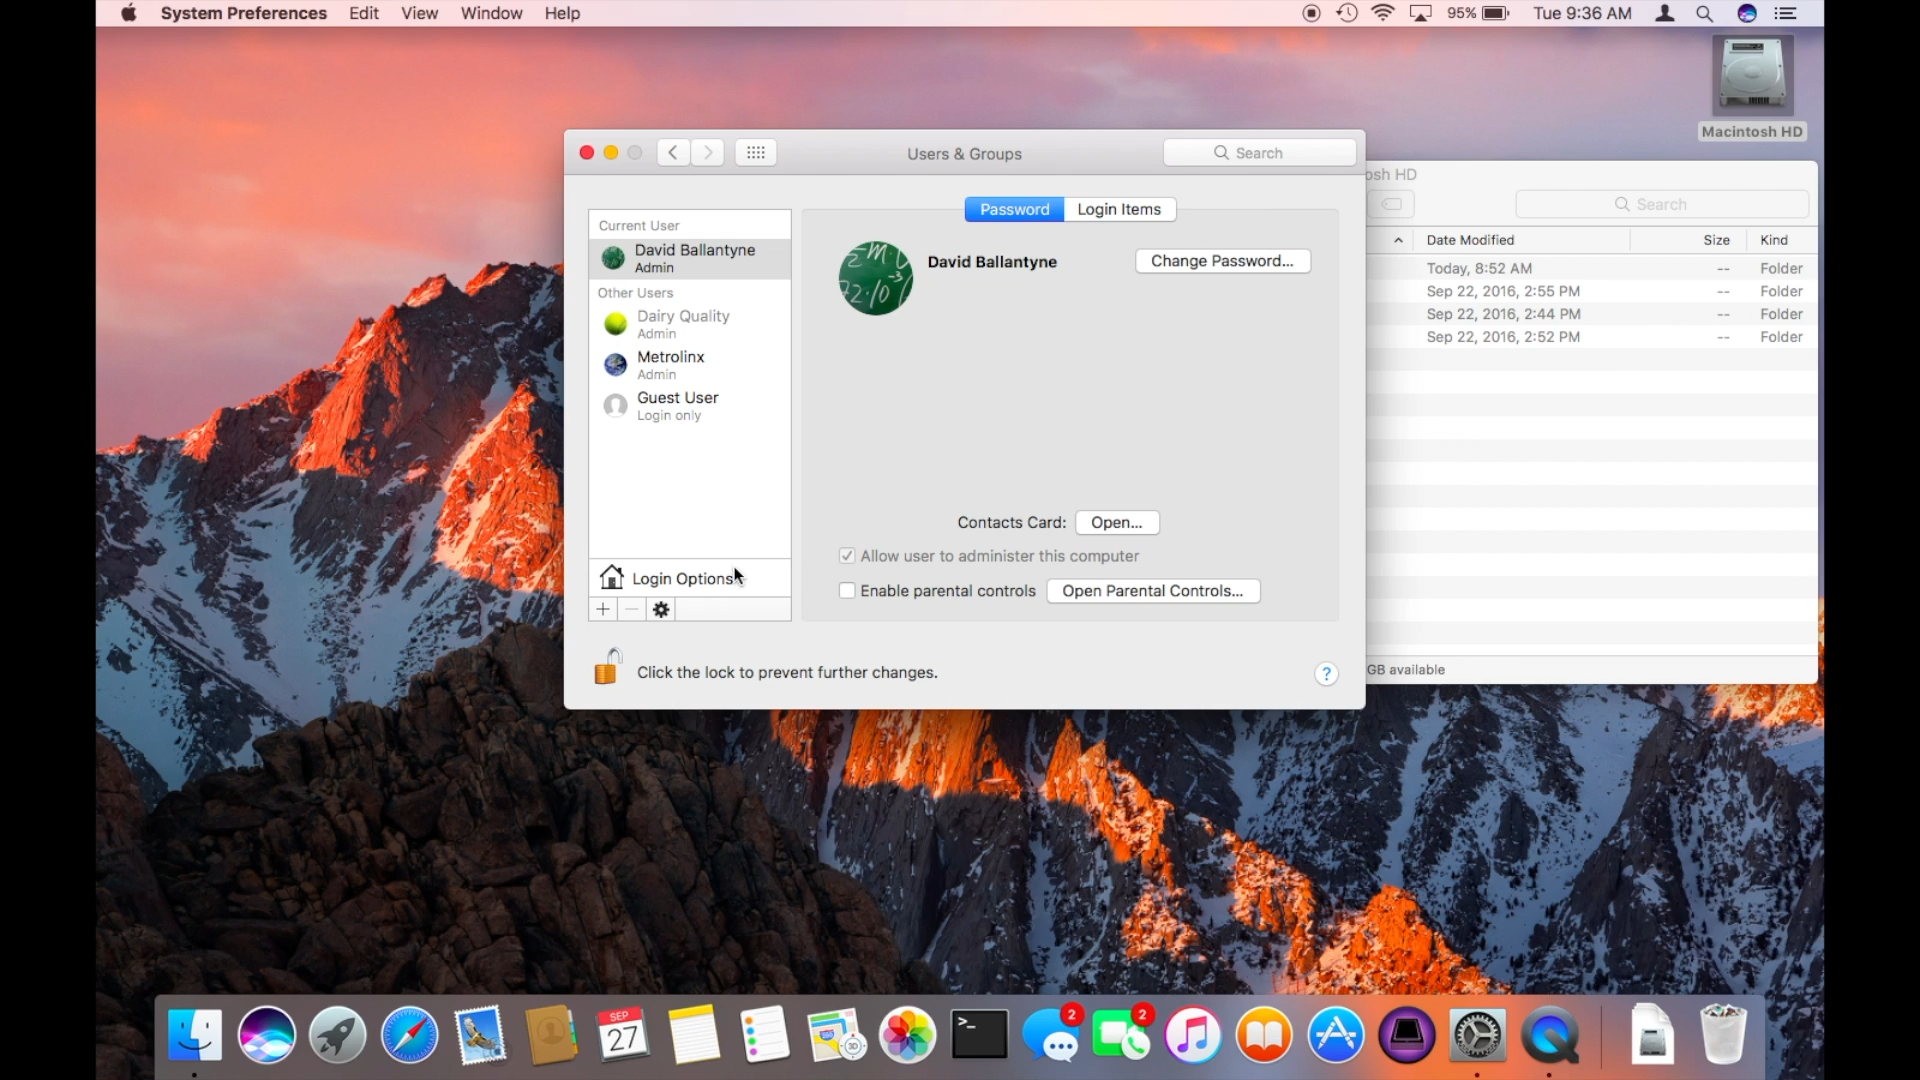 System Preferences Edit View Window Help 95% Tue 9:36 AM
Macintosh HD
Users & Groups
Search
osh HD
Search
Date Modified Size Kind
Today, 8:52 AM -- Folder
Sep 22, 2016, 2:55 PM -- Folder
Sep 22, 2016, 2:44 PM -- Folder
Sep 22, 2016, 2:52 PM -- Folder
GB available
Password Login Items
Current User
David Ballantyne
Admin
Other Users
Dairy Quality
Admin
Metrolinx
Admin
Guest User
Login only
Login Options
David Ballantyne
Change Password...
Contacts Card: Open...
Allow user to administer this computer
Enable parental controls Open Parental Controls...
Click the lock to prevent further changes.
?
SEP
27
3D
>_
2
2